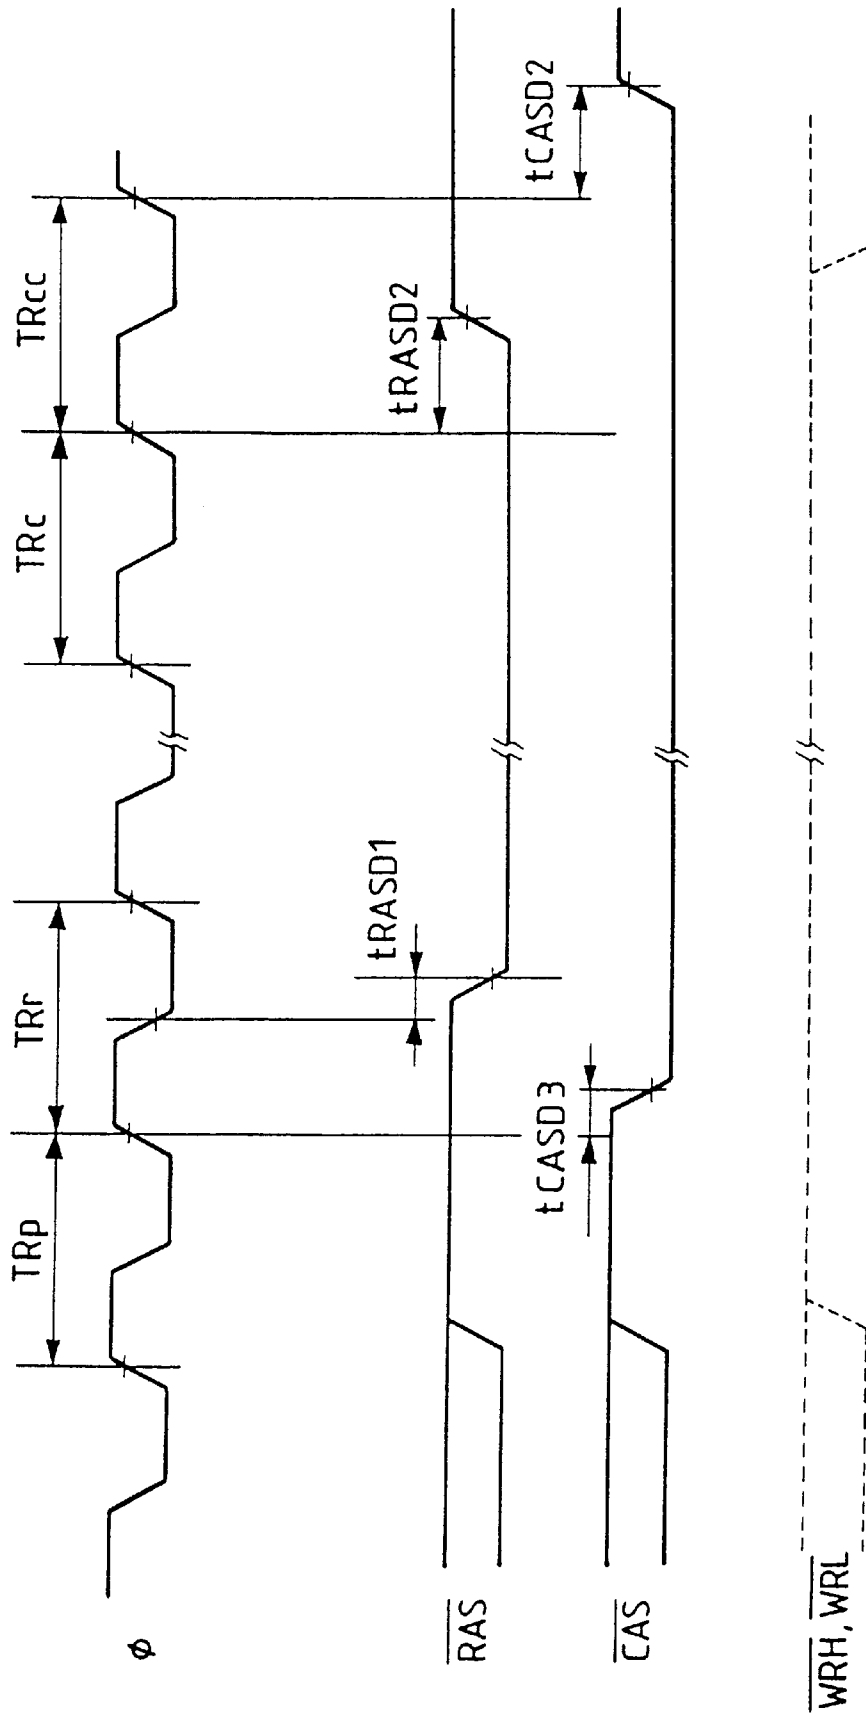 TRp
TRr
TRc
TRcc
φ
tRASD1
tRASD2
RAS
tCASD3
tCASD2
CAS
WRH, WRL